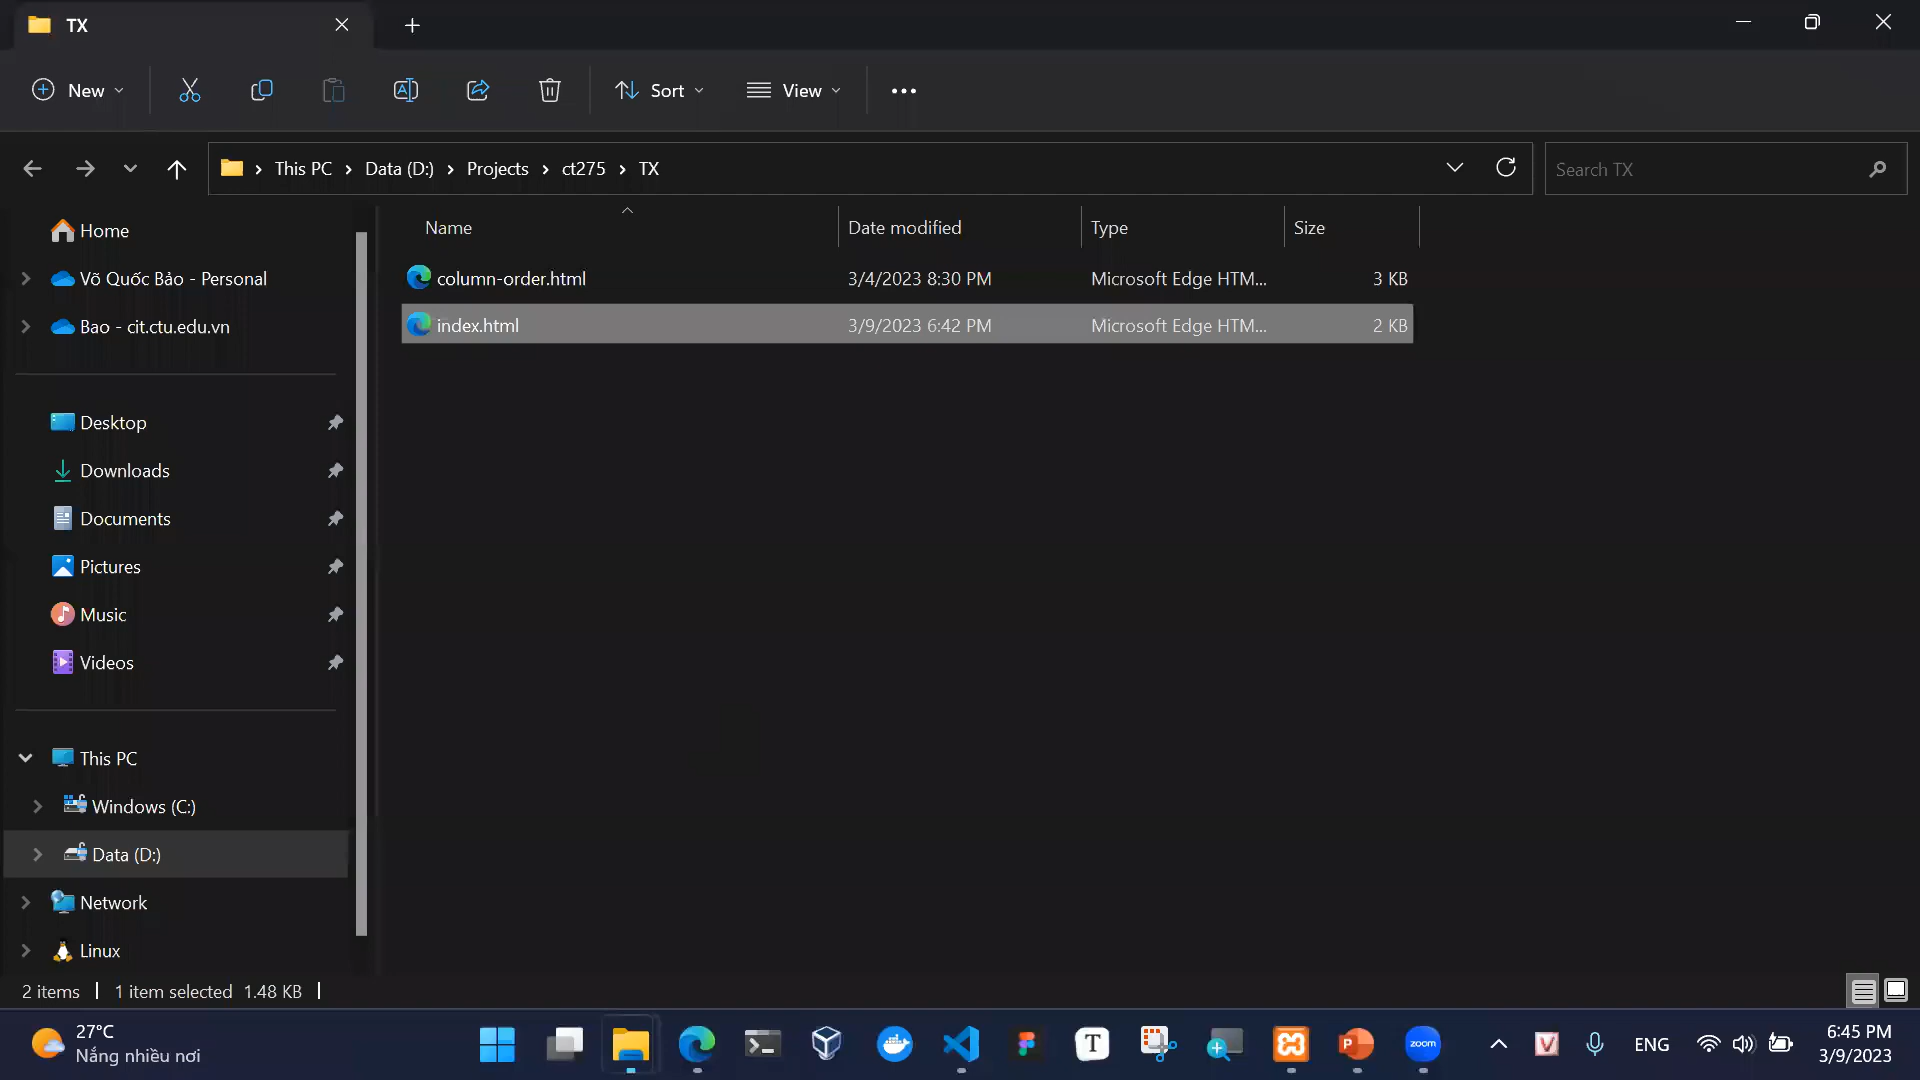 TX
New
Sort
View
This PC
Data (D:)
Projects
ct275
TX
Search TX
Name
Date modified
Type
Size
column-order.html
3/4/2023 8:30 PM
Microsoft Edge HTM...
3 KB
index.html
3/9/2023 6:42 PM
Microsoft Edge HTM...
2 KB
Home
Võ Quốc Bảo - Personal
Bao - cit.ctu.edu.vn
Desktop
Downloads
Documents
Pictures
Music
Videos
This PC
Windows (C:)
Data (D:)
Network
Linux
2 items
1 item selected 1.48 KB
27°C
Nắng nhiều nơi
T
P
zoom
V
ENG
6:45 PM
3/9/2023